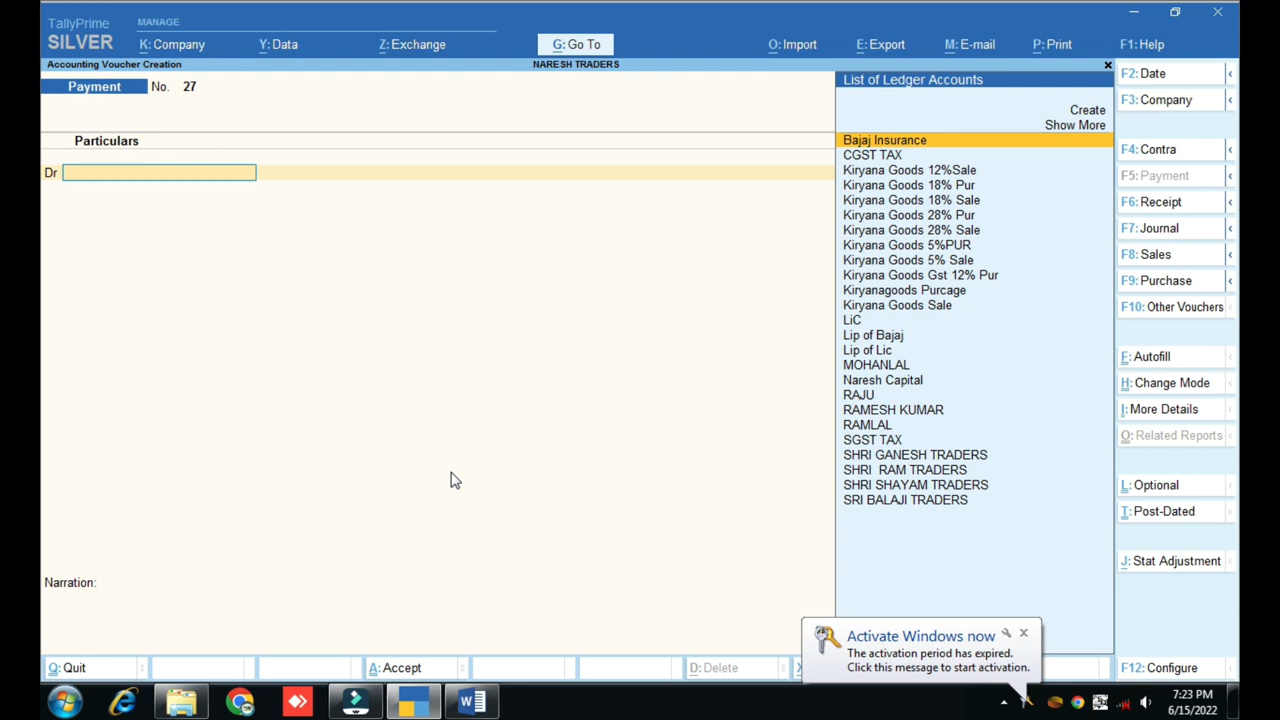 TallyPrime
SILVER
MANAGE
K: Company
Y: Data
Z: Exchange
G: Go To
O: Import
E: Export
M: E-mail
P: Print
F1: Help
Accounting Voucher Creation
NARESH TRADERS
Payment No. 27
Particulars
Dr
Narration:
List of Ledger Accounts
Create
Show More
Bajaj Insurance
CGST TAX
Kiryana Goods 12%Sale
Kiryana Goods 18% Pur
Kiryana Goods 18% Sale
Kiryana Goods 28% Pur
Kiryana Goods 28% Sale
Kiryana Goods 5%PUR
Kiryana Goods 5% Sale
Kiryana Goods Gst 12% Pur
Kiryanagoods Purcage
Kiryana Goods Sale
LiC
Lip of Bajaj
Lip of Lic
MOHANLAL
Naresh Capital
RAJU
RAMESH KUMAR
RAMLAL
SGST TAX
SHRI GANESH TRADERS
SHRI  RAM TRADERS
SHRI SHAYAM TRADERS
SRI BALAJI TRADERS
F2: Date
F3: Company
F4: Contra
F5: Payment
F6: Receipt
F7: Journal
F8: Sales
F9: Purchase
F10: Other Vouchers
F: Autofill
H: Change Mode
I: More Details
O: Related Reports
L: Optional
T: Post-Dated
J: Stat Adjustment
F12: Configure
Activate Windows now
The activation period has expired.
Click this message to start activation.
Q: Quit
A: Accept
D: Delete
7:23 PM
6/15/2022